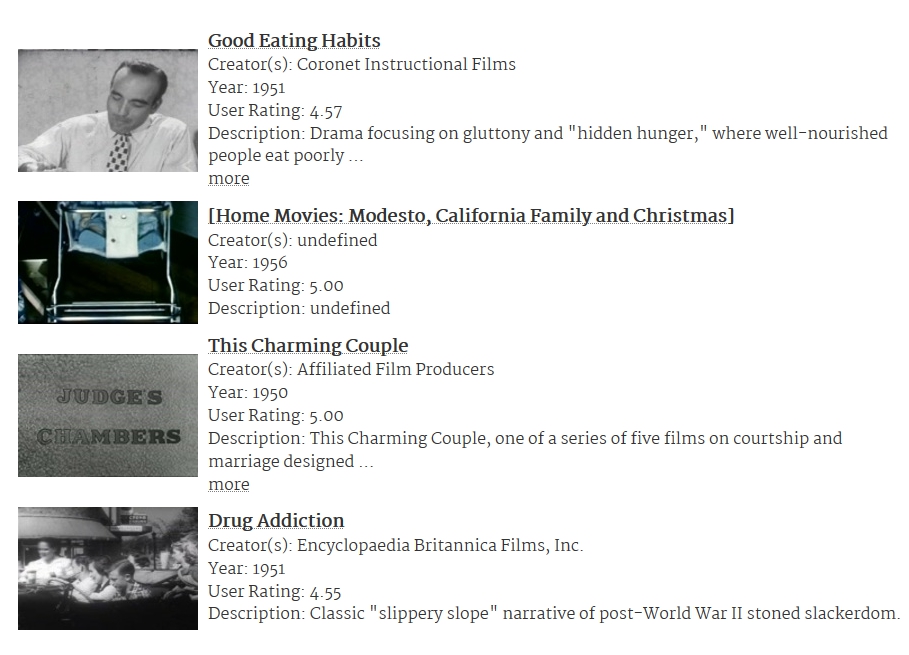 Good Eating Habits
Creator(s): Coronet Instructional Films
Year: 1951
User Rating: 4.57
Description: Drama focusing on gluttony and "hidden hunger," where well-nourished
people eat poorly ...
more
[Home Movies: Modesto, California Family and Christmas]
Creator(s): undefined
Year: 1956
User Rating: 5.00
Description: undefined
This Charming Couple
Creator(s): Affiliated Film Producers
Year: 1950
User Rating: 5.00
Description: This Charming Couple, one of a series of five films on courtship and
marriage designed ...
more
JUDGE'S
CHAMBERS
Drug Addiction
Creator(s): Encyclopaedia Britannica Films, Inc.
Year: 1951
User Rating: 4.55
Description: Classic "slippery slope" narrative of post-World War II stoned slackerdom.